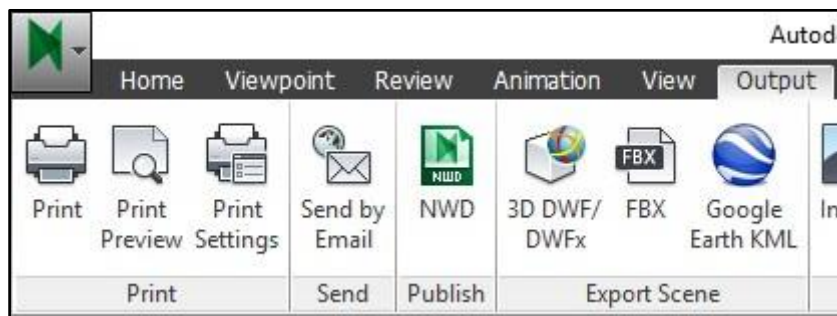 Autod
Home Viewpoint Review Animation View Output
NWD FBX
Print Print Print Send by NWD 3D DWF/ FBX Google In
Preview Settings Email DWFx Earth KML
Print Send Publish Export Scene